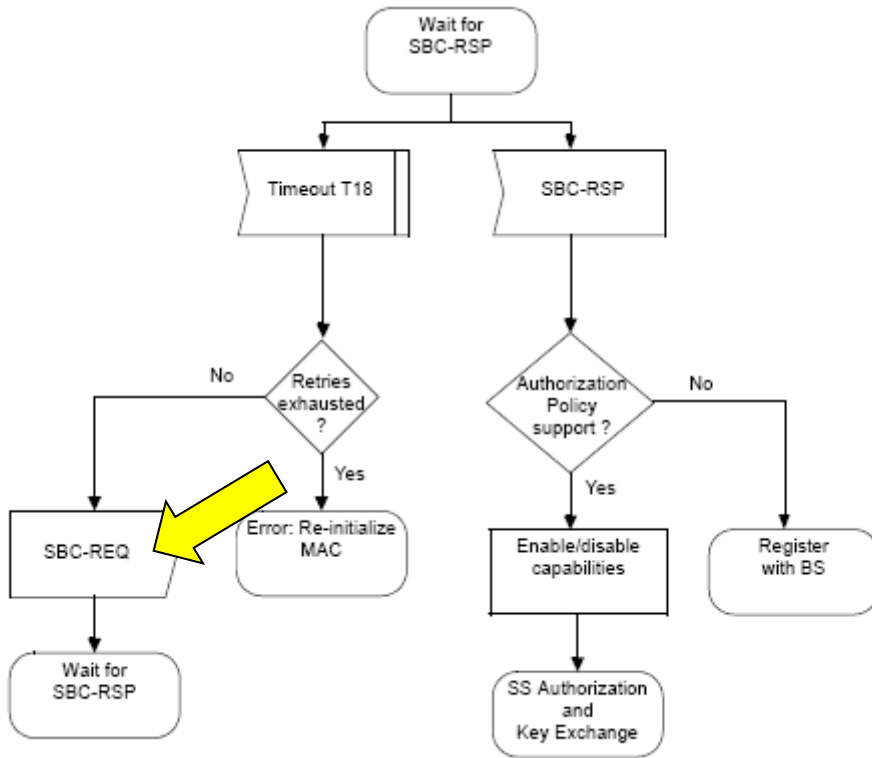 Wait for
SBC-RSP
Timeout T18
SBC-RSP
No
Retries
exhausted
?
Yes
Authorization
Policy
support ?
No
Yes
SBC-REQ
Error: Re-initialize
MAC
Enable/disable
capabilities
Register
with BS
Wait for
SBC-RSP
SS Authorization
and
Key Exchange